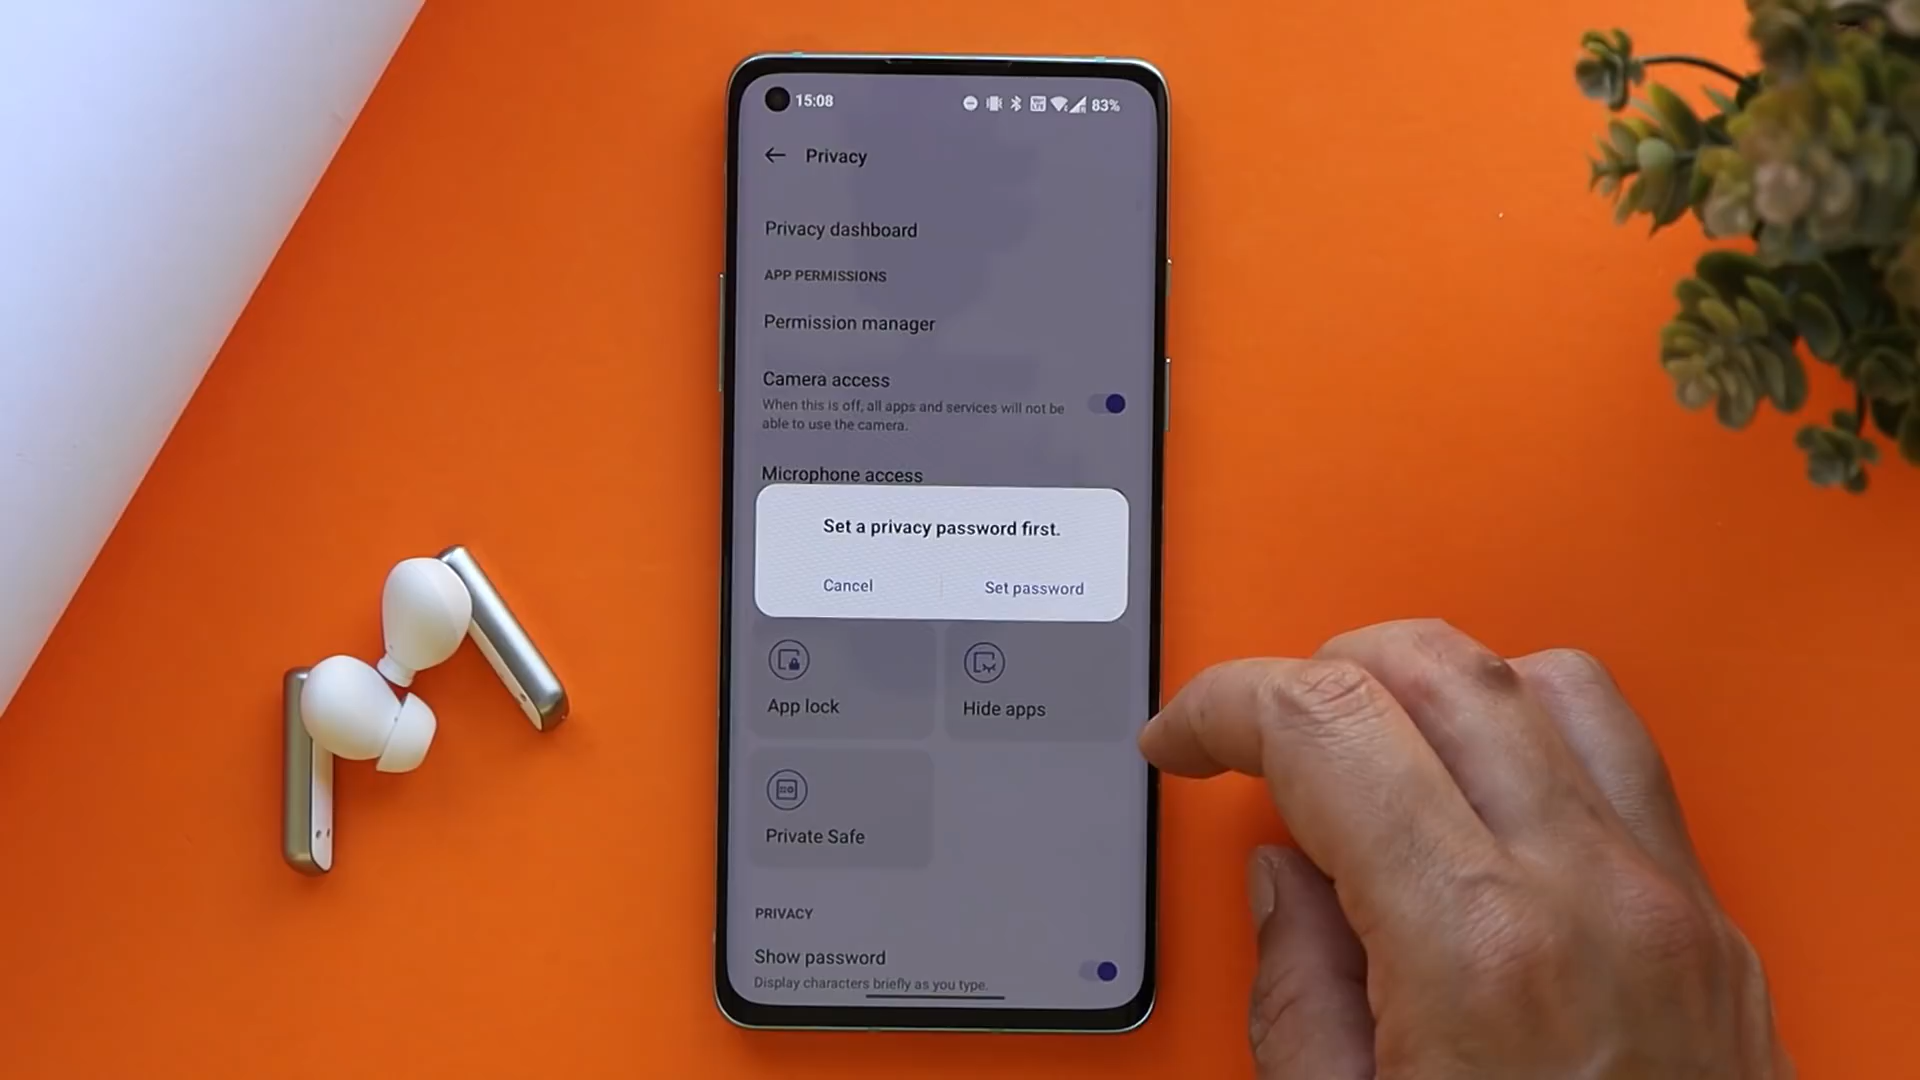 15:08
83%
Privacy
Privacy dashboard
APP PERMISSIONS
Permission manager
Camera access
When this is off, all apps and services will not be
able to use the camera.
Microphone access
Set a privacy password first.
Cancel
Set password
App lock
Hide apps
Private Safe
PRIVACY
Show password
Display characters briefly as you type.